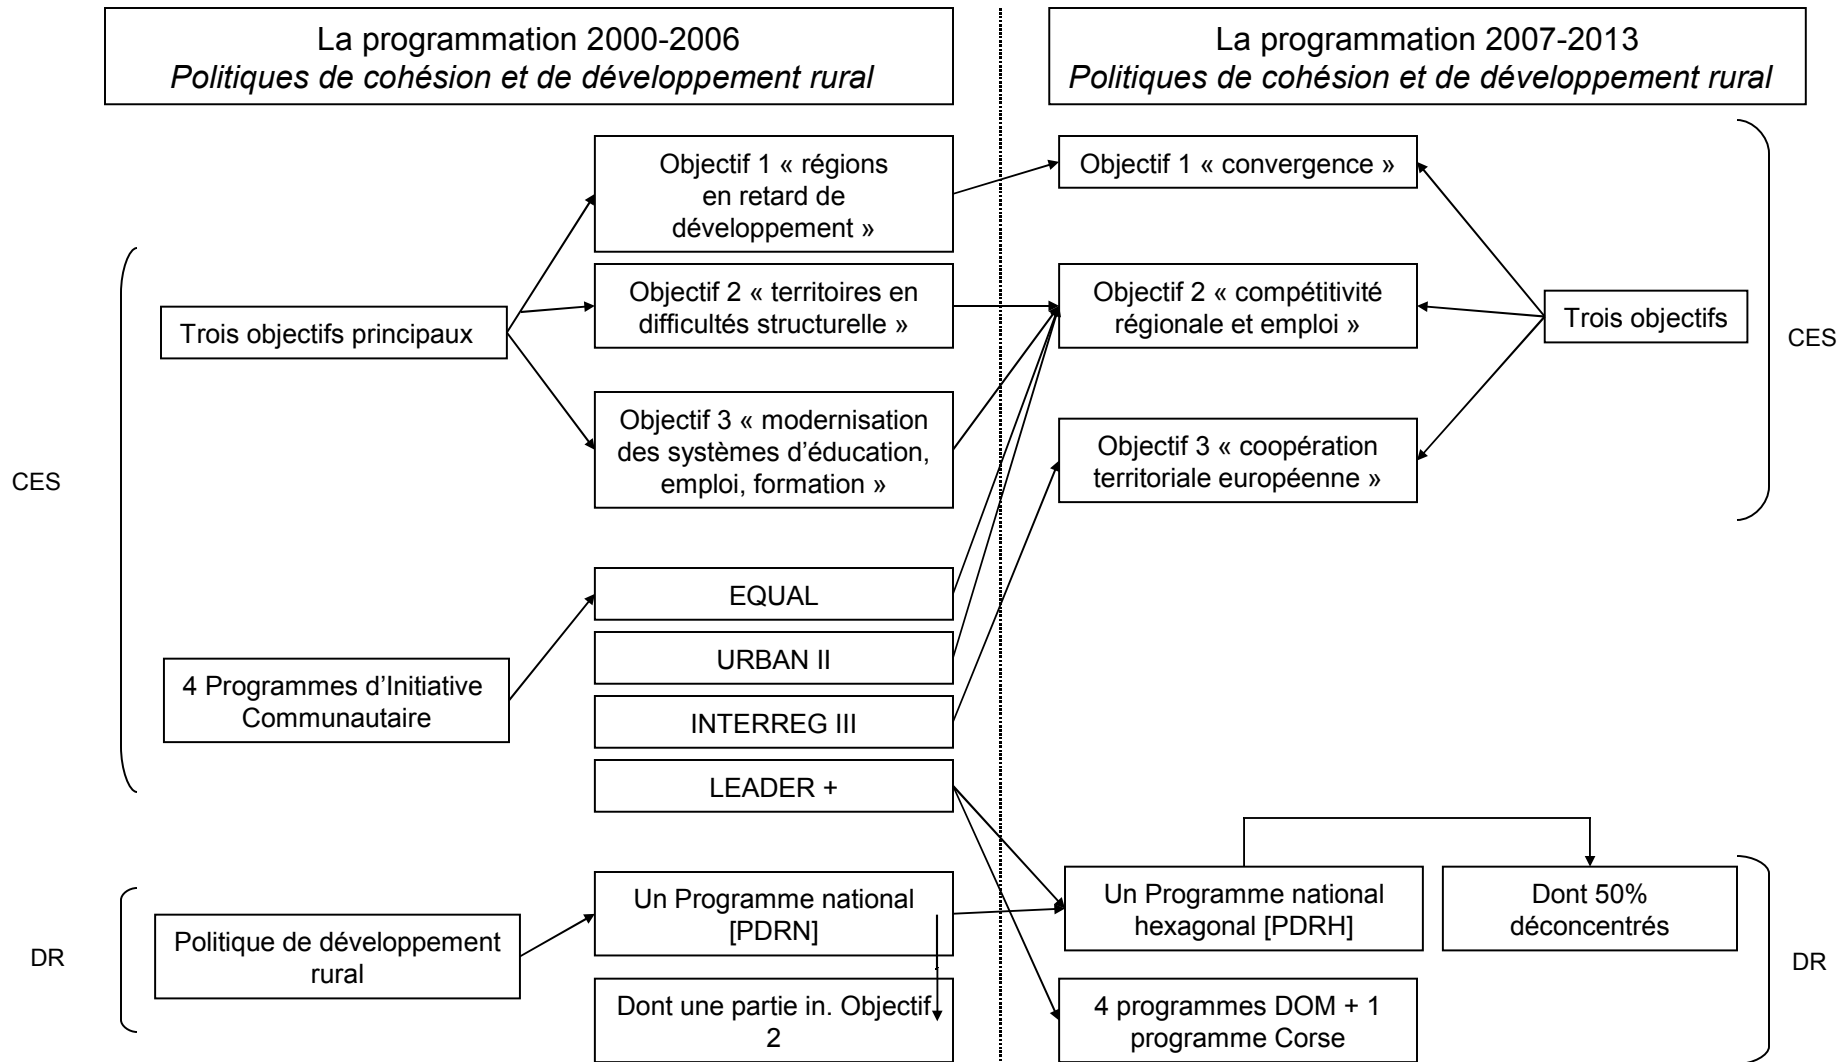 La programmation 2000-2006
Politiques de cohésion et de développement rural
La programmation 2007-2013
Politiques de cohésion et de développement rural
CES
Trois objectifs principaux
Objectif 1 « régions
en retard de
développement »
Objectif 2 « territoires en
difficultés structurelle »
Objectif 3 « modernisation
des systèmes d’éducation,
emploi, formation »
4 Programmes d’Initiative
Communautaire
EQUAL
URBAN II
INTERREG III
LEADER +
DR
Politique de développement
rural
Un Programme national
[PDRN]
Dont une partie in. Objectif
2
Objectif 1 « convergence »
Objectif 2 « compétitivité
régionale et emploi »
Objectif 3 « coopération
territoriale européenne »
Trois objectifs
CES
Un Programme national
hexagonal [PDRH]
Dont 50%
déconcentrés
4 programmes DOM + 1
programme Corse
DR